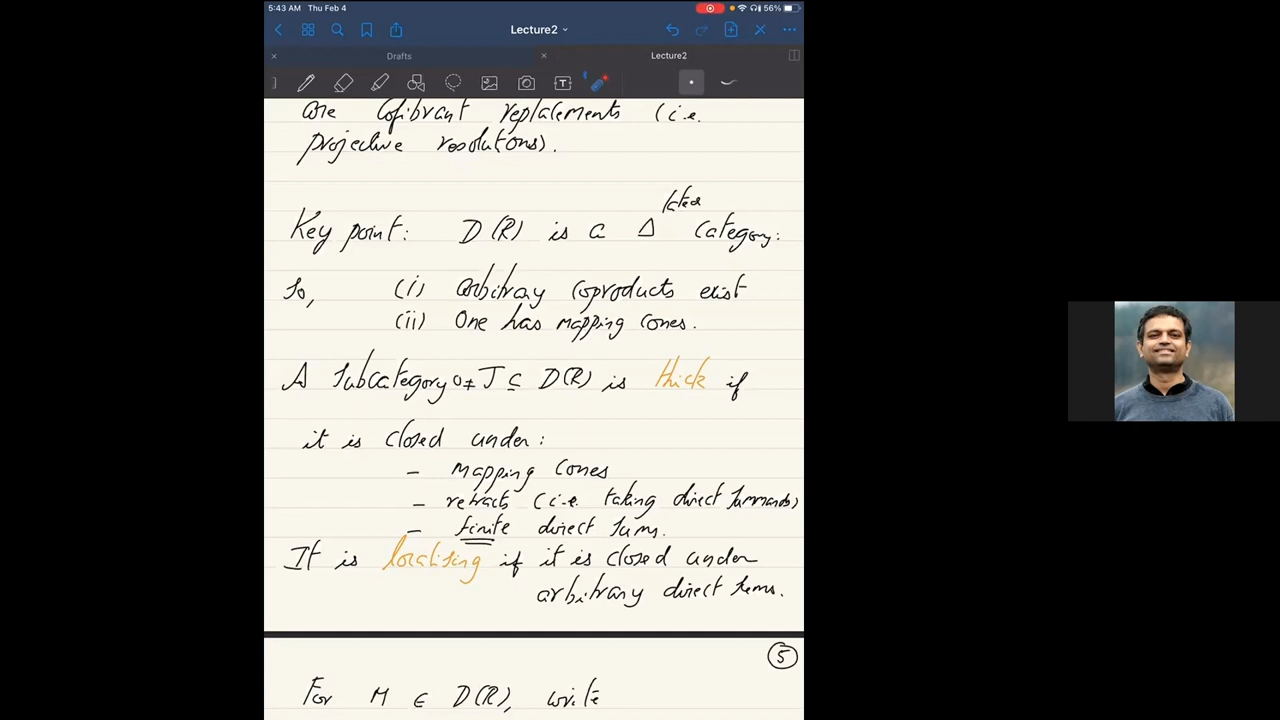 5:43 AM Thu Feb 4
56%
Lecture2
Drafts
Lecture2
T
are cofibrant replacements (i.e.
projective resolutions).
Key point: D(R) is a Δlated category:
So, (i) arbitrary coproducts exist
(ii) One has mapping cones.
A Subcategory 0≠ T ⊆ D(R) is thick if
it is closed under:
- mapping cones
- retracts (i.e. taking direct summands)
- finite direct sums.
It is localising if it is closed under
arbitrary direct sums.
5
For M ∈ D(R), write